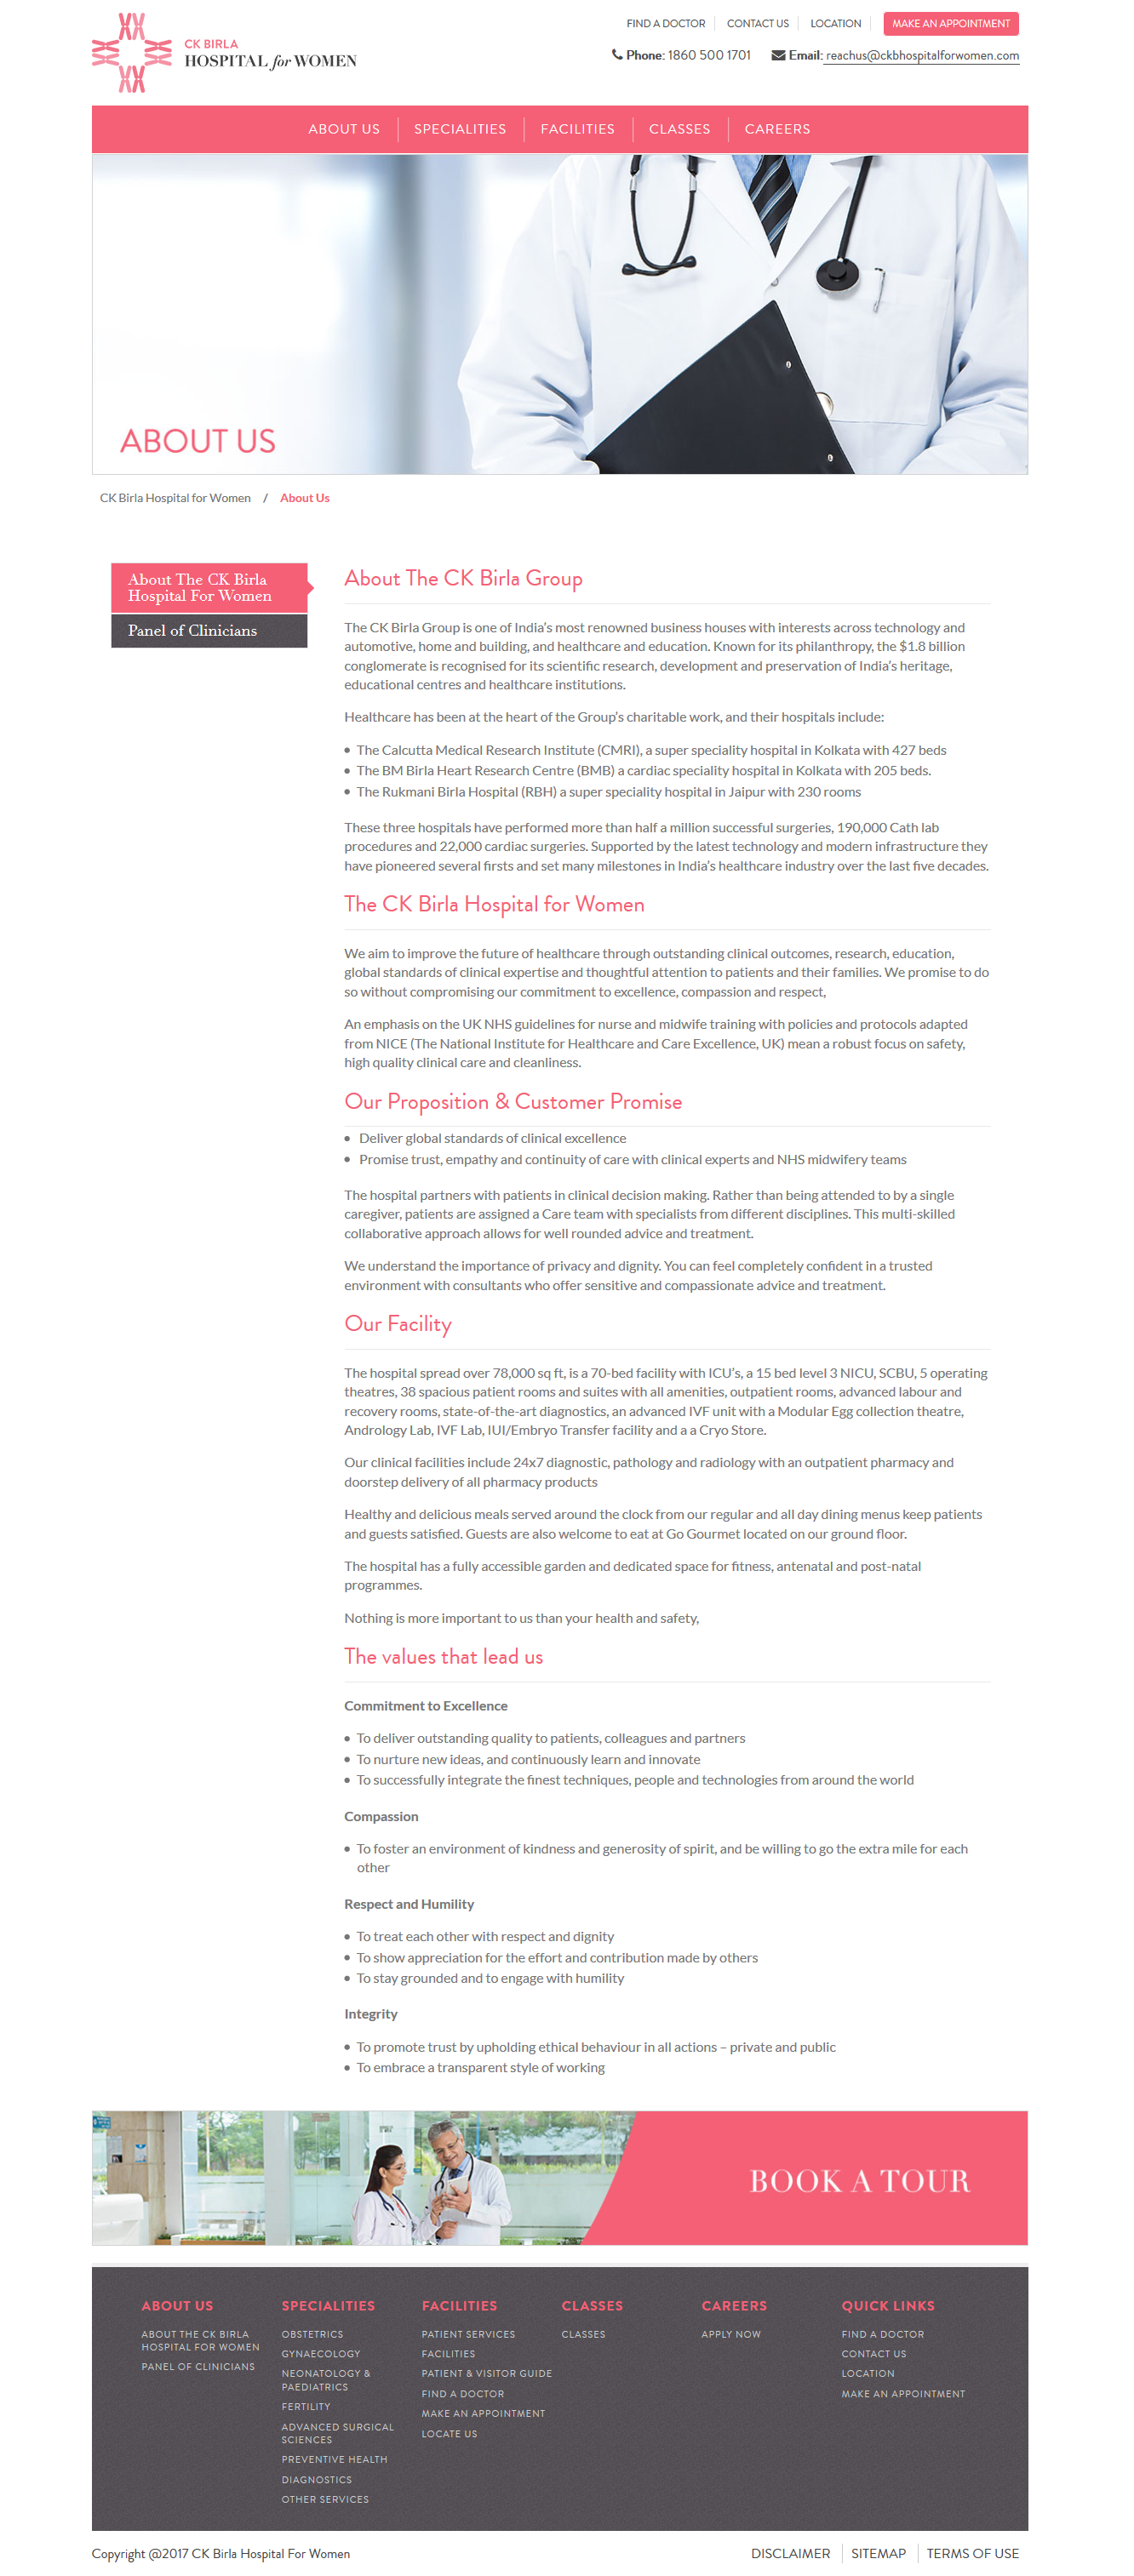 CK BIRLA
HOSPITAL for WOMEN
FIND A DOCTOR
CONTACT US
LOCATION
MAKE AN APPOINTMENT
Phone: 1860 500 1701
Email: reachus@ckbhospitalforwomen.com
ABOUT US
SPECIALITIES
FACILITIES
CLASSES
CAREERS
ABOUT US
CK Birla Hospital for Women / About Us
About The CK Birla
Hospital For Women
Panel of Clinicians
About The CK Birla Group
The CK Birla Group is one of India's most renowned business houses with interests across technology and
automotive, home and building, and healthcare and education. Known for its philanthropy, the $1.8 billion
conglomerate is recognised for its scientific research, development and preservation of India's heritage,
educational centres and healthcare institutions.
Healthcare has been at the heart of the Group's charitable work, and their hospitals include:
• The Calcutta Medical Research Institute (CMRI), a super speciality hospital in Kolkata with 427 beds
• The BM Birla Heart Research Centre (BMB) a cardiac speciality hospital in Kolkata with 205 beds.
• The Rukmani Birla Hospital (RBH) a super speciality hospital in Jaipur with 230 rooms
These three hospitals have performed more than half a million successful surgeries, 190,000 Cath lab
procedures and 22,000 cardiac surgeries. Supported by the latest technology and modern infrastructure they
have pioneered several firsts and set many milestones in India's healthcare industry over the last five decades.
The CK Birla Hospital for Women
We aim to improve the future of healthcare through outstanding clinical outcomes, research, education,
global standards of clinical expertise and thoughtful attention to patients and their families. We promise to do
so without compromising our commitment to excellence, compassion and respect,
An emphasis on the UK NHS guidelines for nurse and midwife training with policies and protocols adapted
from NICE (The National Institute for Healthcare and Care Excellence, UK) mean a robust focus on safety,
high quality clinical care and cleanliness.
Our Proposition & Customer Promise
• Deliver global standards of clinical excellence
• Promise trust, empathy and continuity of care with clinical experts and NHS midwifery teams
The hospital partners with patients in clinical decision making. Rather than being attended to by a single
caregiver, patients are assigned a Care team with specialists from different disciplines. This multi-skilled
collaborative approach allows for well rounded advice and treatment.
We understand the importance of privacy and dignity. You can feel completely confident in a trusted
environment with consultants who offer sensitive and compassionate advice and treatment.
Our Facility
The hospital spread over 78,000 sq ft, is a 70-bed facility with ICU's, a 15 bed level 3 NICU, SCBU, 5 operating
theatres, 38 spacious patient rooms and suites with all amenities, outpatient rooms, advanced labour and
recovery rooms, state-of-the-art diagnostics, an advanced IVF unit with a Modular Egg collection theatre,
Andrology Lab, IVF Lab, IUI/Embryo Transfer facility and a a Cryo Store.
Our clinical facilities include 24x7 diagnostic, pathology and radiology with an outpatient pharmacy and
doorstep delivery of all pharmacy products
Healthy and delicious meals served around the clock from our regular and all day dining menus keep patients
and guests satisfied. Guests are also welcome to eat at Go Gourmet located on our ground floor.
The hospital has a fully accessible garden and dedicated space for fitness, antenatal and post-natal
programmes.
Nothing is more important to us than your health and safety,
The values that lead us
Commitment to Excellence
• To deliver outstanding quality to patients, colleagues and partners
• To nurture new ideas, and continuously learn and innovate
• To successfully integrate the finest techniques, people and technologies from around the world
Compassion
• To foster an environment of kindness and generosity of spirit, and be willing to go the extra mile for each
other
Respect and Humility
• To treat each other with respect and dignity
• To show appreciation for the effort and contribution made by others
• To stay grounded and to engage with humility
Integrity
• To promote trust by upholding ethical behaviour in all actions – private and public
• To embrace a transparent style of working
BOOK A TOUR
ABOUT US
ABOUT THE CK BIRLA
HOSPITAL FOR WOMEN
PANEL OF CLINICIANS
SPECIALITIES
OBSTETRICS
GYNAECOLOGY
NEONATOLOGY &
PAEDIATRICS
FERTILITY
ADVANCED SURGICAL
SCIENCES
PREVENTIVE HEALTH
DIAGNOSTICS
OTHER SERVICES
FACILITIES
PATIENT SERVICES
FACILITIES
PATIENT & VISITOR GUIDE
FIND A DOCTOR
MAKE AN APPOINTMENT
LOCATE US
CLASSES
CLASSES
CAREERS
APPLY NOW
QUICK LINKS
FIND A DOCTOR
CONTACT US
LOCATION
MAKE AN APPOINTMENT
Copyright @2017 CK Birla Hospital For Women
DISCLAIMER
SITEMAP
TERMS OF USE